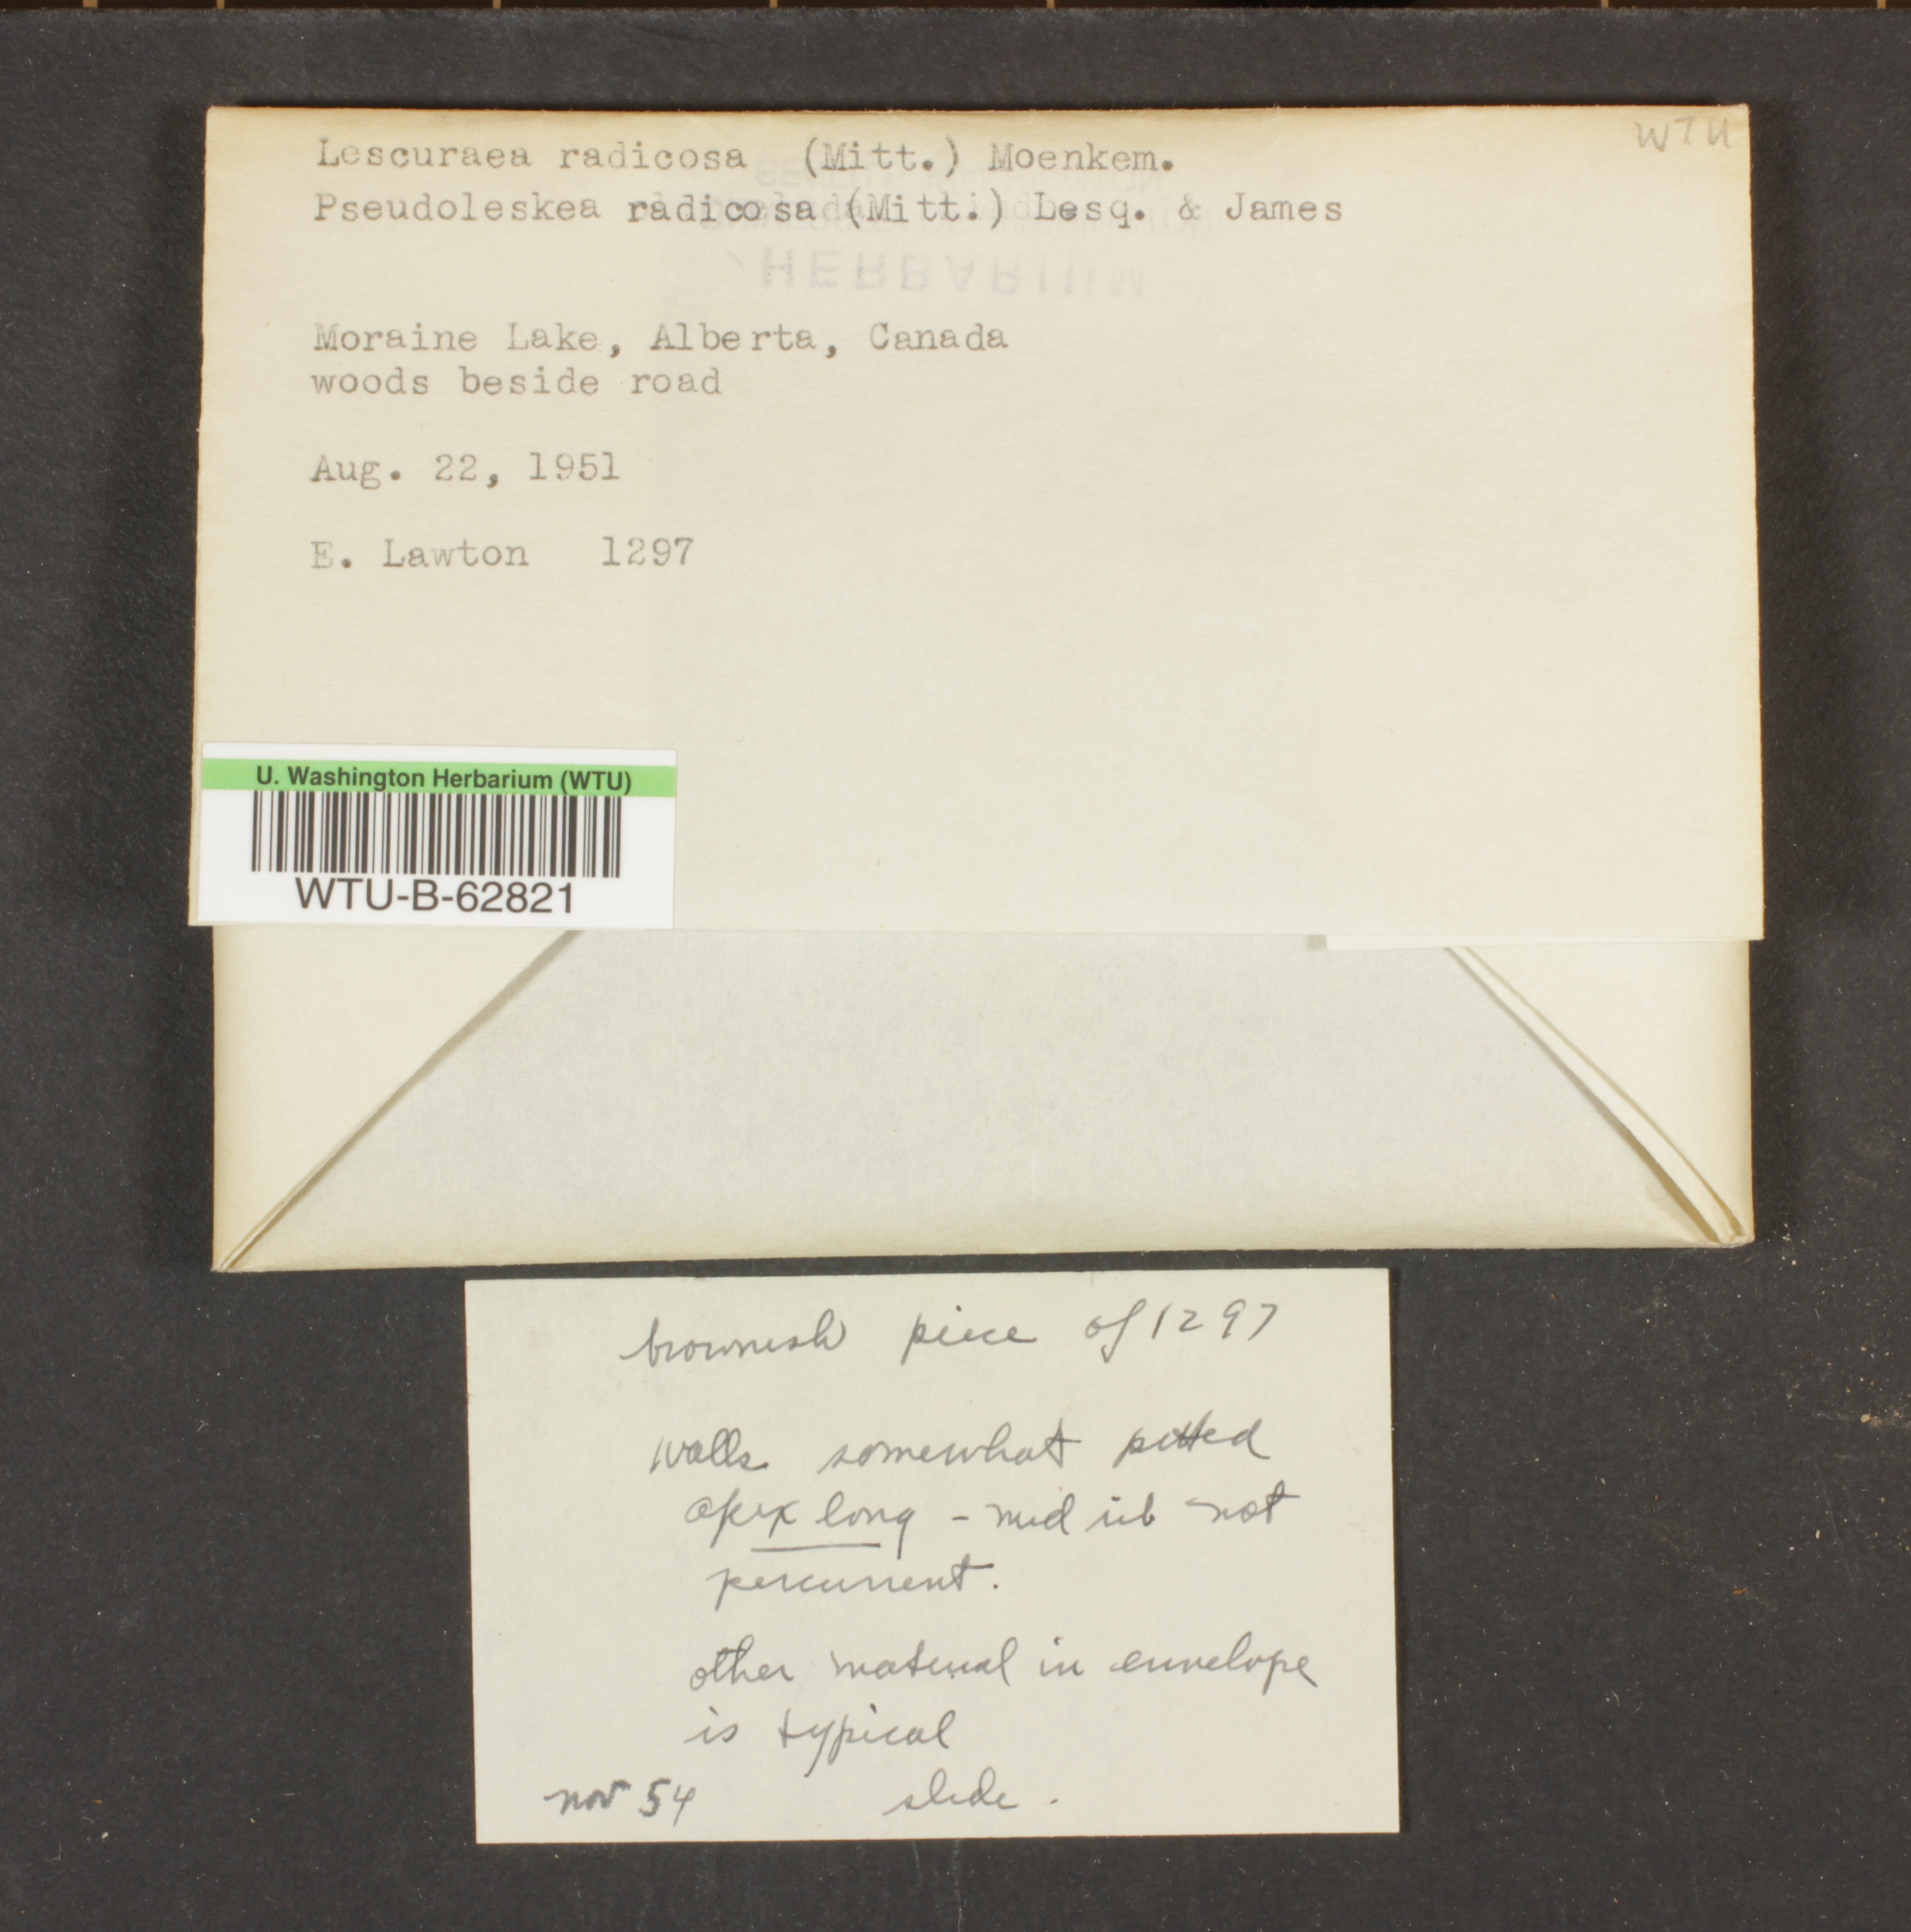 WTU
Lescuraea radicosa (Mitt.) Moenkem.
Pseudoleskea radicosa (Mitt.) Lesq. & James
HERBARIUM
Moraine Lake, Alberta, Canada
woods beside road
Aug. 22, 1951
E. Lawton 1297
U. Washington Herbarium (WTU)
WTU-B-62821
brownish piece of 1297
walls somewhat pitted
apex long - mid rib not
percurrent.
other material in envelope
is typical
nov 54 slide.